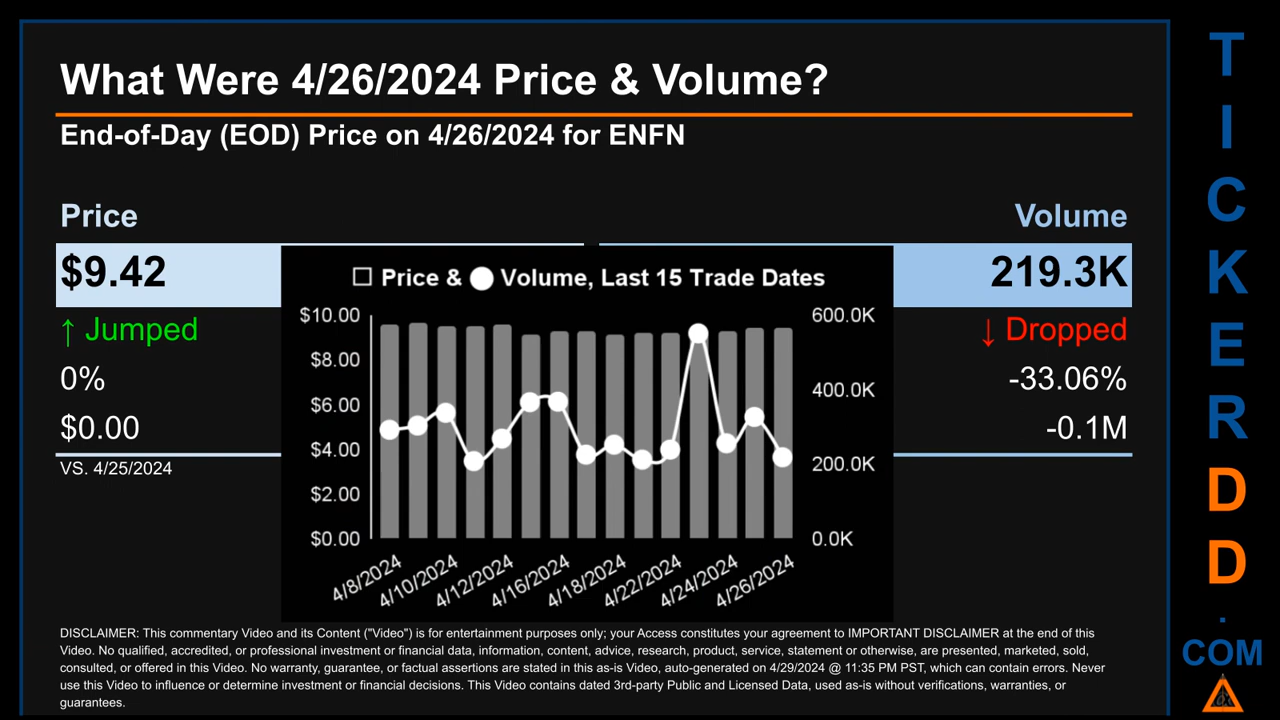 What Were 4/26/2024 Price & Volume?
End-of-Day (EOD) Price on 4/26/2024 for ENFN
Price
Volume
$9.42
219.3K
↑ Jumped
↓ Dropped
0%
-33.06%
$0.00
-0.1M
VS. 4/25/2024
Price & Volume, Last 15 Trade Dates
$10.00
$8.00
$6.00
$4.00
$2.00
$0.00
600.0K
400.0K
200.0K
0.0K
4/8/2024
4/10/2024
4/12/2024
4/16/2024
4/18/2024
4/22/2024
4/24/2024
4/26/2024
DISCLAIMER: This commentary Video and its Content ("Video") is for entertainment purposes only; your Access constitutes your agreement to IMPORTANT DISCLAIMER at the end of this
Video. No qualified, accredited, or professional investment or financial data, information, content, advice, research, product, service, statement or otherwise, are presented, marketed, sold,
consulted, or offered in this Video. No warranty, guarantee, or factual assertions are stated in this as-is Video, auto-generated on 4/29/2024 @ 11:35 PM PST, which can contain errors. Never
use this Video to influence or determine investment or financial decisions. This Video contains dated 3rd-party Public and Licensed Data, used as-is without verifications, warranties, or
guarantees.
T
I
C
K
E
R
D
D
.
COM